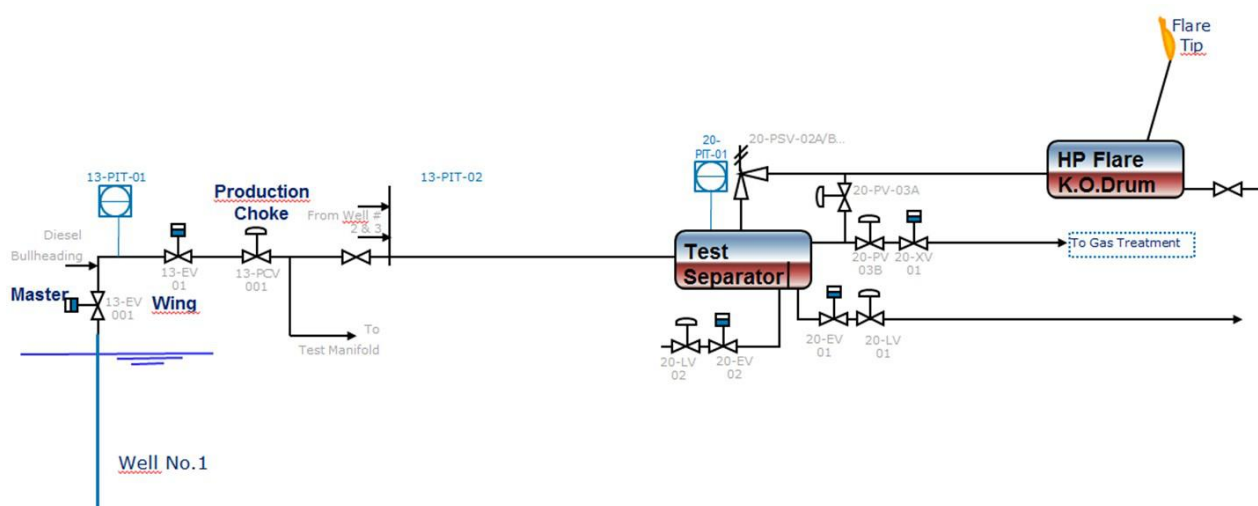 Flare
Tip
20-PSV-02A/B...
20-
PIT-01
HP Flare
K.O.Drum
13-PIT-01
13-PIT-02
Production
Choke
20-PV-03A
From Well #
2 & 3
Diesel
Bullheading
To Gas Treatment
Test
Separator
20-PV
03B
20-XV
01
13-EV
01
13-PCV
001
Master
13-EV
001
Wing
To
Test Manifold
20-EV
01
20-LV
01
20-LV
02
20-EV
02
Well No.1